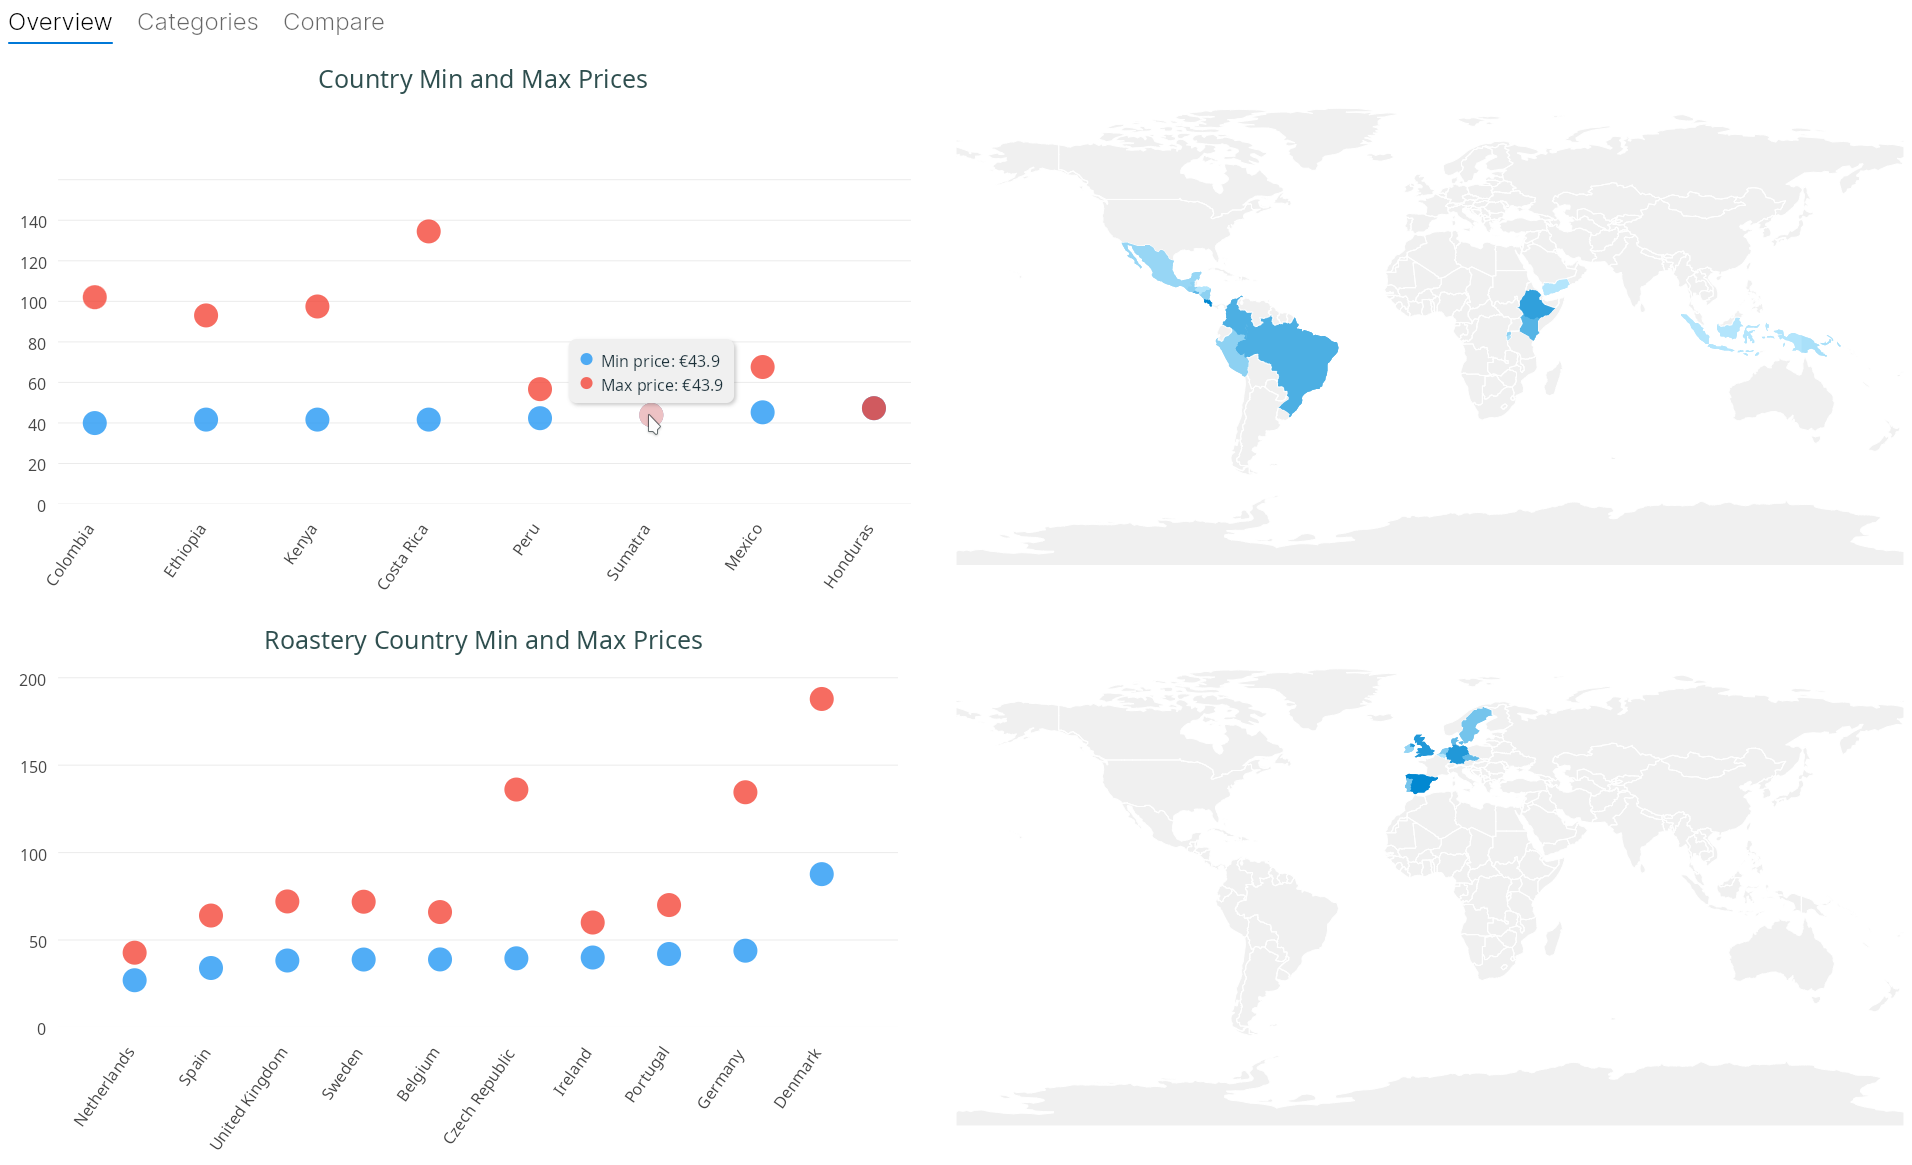 Overview Categories Compare
Country Min and Max Prices
140
120
100
80
60
40
20
0
Min price: €43.9
Max price: €43.9
Colombia
Ethiopia
Kenya
Costa Rica
Peru
Sumatra
Mexico
Honduras
Roastery Country Min and Max Prices
200
150
100
50
0
Netherlands
Spain
United Kingdom
Sweden
Belgium
Czech Republic
Ireland
Portugal
Germany
Denmark